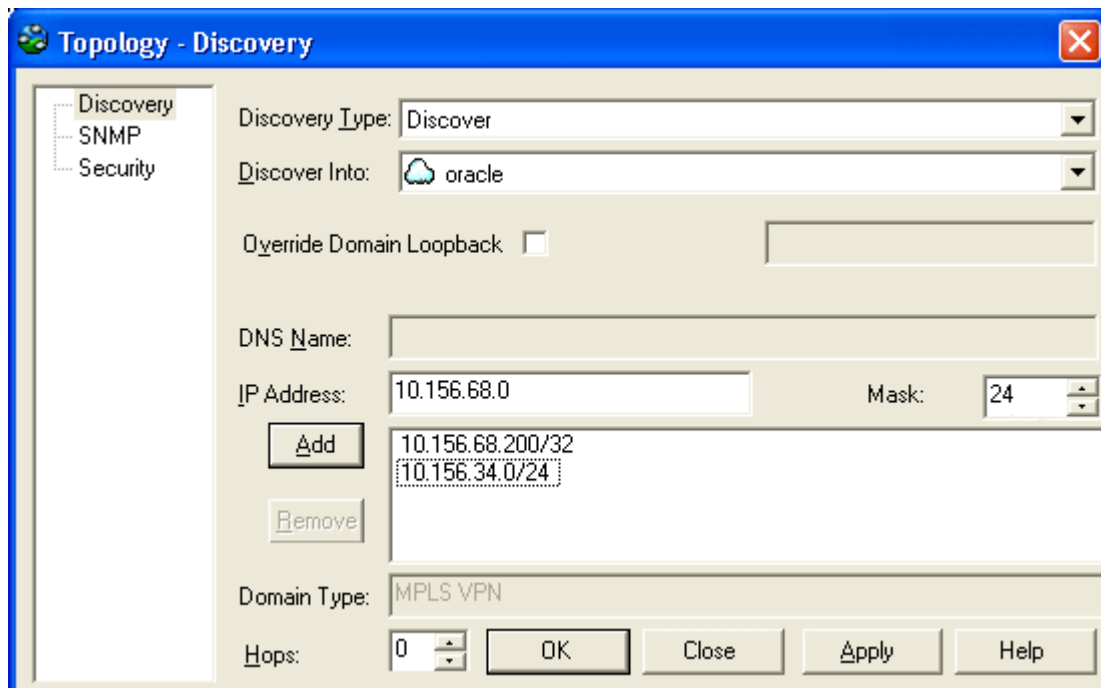 Topology - Discovery
Discovery
SNMP
Security
Discovery Type: Discover
Discover Into: oracle
Override Domain Loopback
DNS Name:
IP Address: 10.156.68.0 Mask: 24
Add
10.156.68.200/32
10.156.34.0/24
Remove
Domain Type: MPLS VPN
Hops: 0 OK Close Apply Help